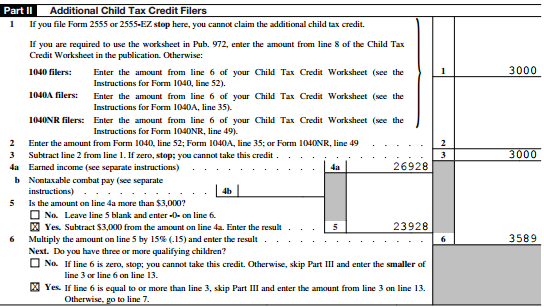 Part II Additional Child Tax Credit Filers
1 If you file Form 2555 or 2555-EZ stop here, you cannot claim the additional child tax credit.
If you are required to use the worksheet in Pub. 972, enter the amount from line 8 of the Child Tax
Credit Worksheet in the publication. Otherwise:
1040 filers: Enter the amount from line 6 of your Child Tax Credit Worksheet (see the 1 3000
Instructions for Form 1040, line 52).
1040A filers: Enter the amount from line 6 of your Child Tax Credit Worksheet (see the
Instructions for Form 1040A, line 35).
1040NR filers: Enter the amount from line 6 of your Child Tax Credit Worksheet (see the
Instructions for Form 1040NR, line 49).
2 Enter the amount from Form 1040, line 52; Form 1040A, line 35; or Form 1040NR, line 49 . . . . . 2
3 Subtract line 2 from line 1. If zero, stop; you cannot take this credit . . . . . . . . . . . 3 3000
4a Earned income (see separate instructions) . . . . . . . . 4a 26928
b Nontaxable combat pay (see separate
instructions) . . . . . . . . 4b
5 Is the amount on line 4a more than $3,000?
☐ No. Leave line 5 blank and enter -0- on line 6.
☒ Yes. Subtract $3,000 from the amount on line 4a. Enter the result . . . 5 23928
6 Multiply the amount on line 5 by 15% (.15) and enter the result . . . . . . . . . . . . 6 3589
Next. Do you have three or more qualifying children?
☐ No. If line 6 is zero, stop; you cannot take this credit. Otherwise, skip Part III and enter the smaller of
line 3 or line 6 on line 13.
☒ Yes. If line 6 is equal to or more than line 3, skip Part III and enter the amount from line 3 on line 13.
Otherwise, go to line 7.